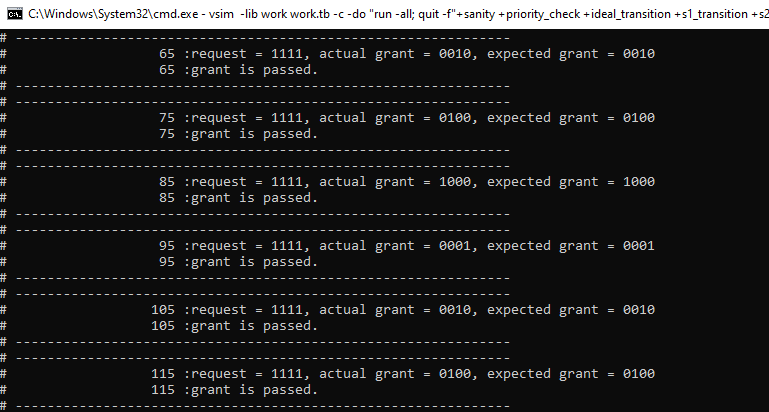 C:\Windows\System32\cmd.exe - vsim -lib work work.tb -c -do "run -all; quit -f"+sanity +priority_check +ideal_transition +s1_transition +s2
# ------------------------------------------------------------
# 65 :request = 1111, actual grant = 0010, expected grant = 0010
# 65 :grant is passed.
# ------------------------------------------------------------
# ------------------------------------------------------------
# 75 :request = 1111, actual grant = 0100, expected grant = 0100
# 75 :grant is passed.
# ------------------------------------------------------------
# ------------------------------------------------------------
# 85 :request = 1111, actual grant = 1000, expected grant = 1000
# 85 :grant is passed.
# ------------------------------------------------------------
# ------------------------------------------------------------
# 95 :request = 1111, actual grant = 0001, expected grant = 0001
# 95 :grant is passed.
# ------------------------------------------------------------
# ------------------------------------------------------------
# 105 :request = 1111, actual grant = 0010, expected grant = 0010
# 105 :grant is passed.
# ------------------------------------------------------------
# ------------------------------------------------------------
# 115 :request = 1111, actual grant = 0100, expected grant = 0100
# 115 :grant is passed.
# ------------------------------------------------------------